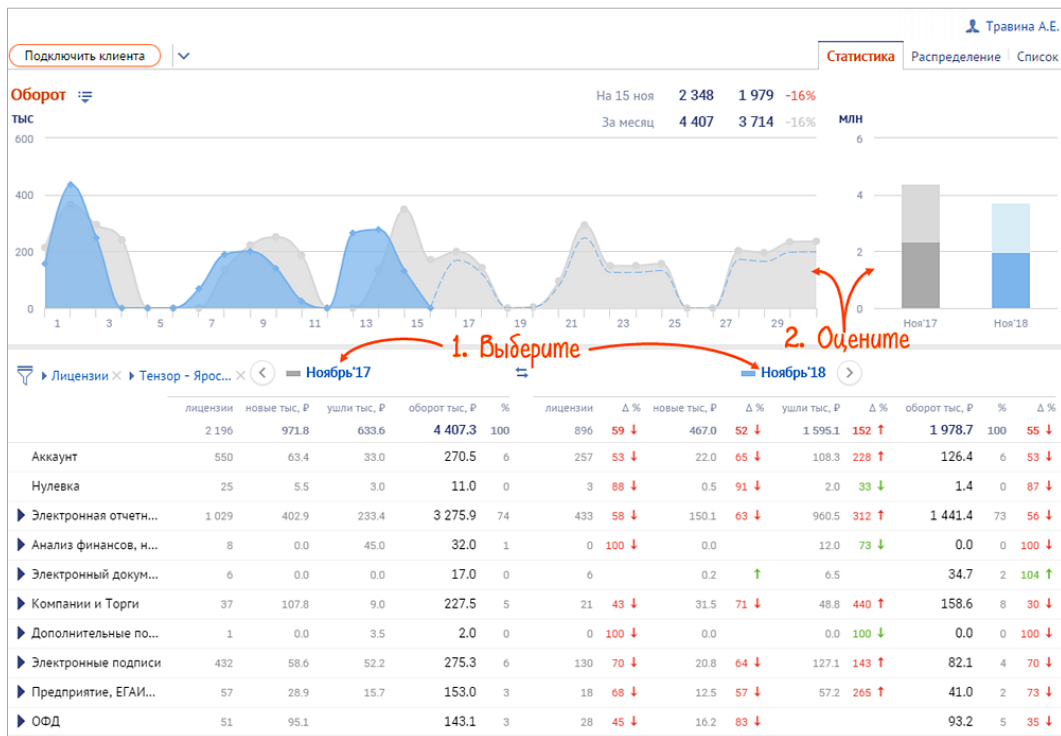 Травина А.Е.
Подключить клиента
Статистика Распределение Список
Оборот
На 15 ноя 2 348 1 979 -16%
За месяц 4 407 3 714 -16%
тыс
600
400
200
0
1 3 5 7 9 11 13 15 17 19 21 23 25 27 29
млн
6
4
2
0
Ноя'17 Ноя'18
1. Выберите
2. Оцените
Лицензии × Тензор - Ярос... × Ноябрь'17 Ноябрь'18
лицензии новые тыс, ₽ ушли тыс, ₽ оборот тыс, ₽ % лицензии Δ % новые тыс, ₽ Δ % ушли тыс, ₽ Δ % оборот тыс, ₽ % Δ %
2 196 971.8 633.6 4 407.3 100 896 59 ↓ 467.0 52 ↓ 1 595.1 152 ↑ 1 978.7 100 55 ↓
Аккаунт 550 63.4 33.0 270.5 6 257 53 ↓ 22.0 65 ↓ 108.3 228 ↑ 126.4 6 53 ↓
Нулевка 25 5.5 3.0 11.0 0 3 88 ↓ 0.5 91 ↓ 2.0 33 ↓ 1.4 0 87 ↓
Электронная отчетн... 1 029 402.9 233.4 3 275.9 74 433 58 ↓ 150.1 63 ↓ 960.5 312 ↑ 1 441.4 73 56 ↓
Анализ финансов, н... 8 0.0 45.0 32.0 1 0 100 ↓ 0.0 12.0 73 ↓ 0.0 0 100 ↓
Электронный докум... 6 0.0 0.0 17.0 0 6 0.2 ↑ 6.5 34.7 2 104 ↑
Компании и Торги 37 107.8 9.0 227.5 5 21 43 ↓ 31.5 71 ↓ 48.8 440 ↑ 158.6 8 30 ↓
Дополнительные по... 1 0.0 3.5 2.0 0 0 100 ↓ 0.0 0.0 100 ↓ 0.0 0 100 ↓
Электронные подписи 432 58.6 52.2 275.3 6 130 70 ↓ 20.8 64 ↓ 127.1 143 ↑ 82.1 4 70 ↓
Предприятие, ЕГАИ... 57 28.9 15.7 153.0 3 18 68 ↓ 12.5 57 ↓ 57.2 265 ↑ 41.0 2 73 ↓
ОФД 51 95.1 143.1 3 28 45 ↓ 16.2 83 ↓ 93.2 5 35 ↓